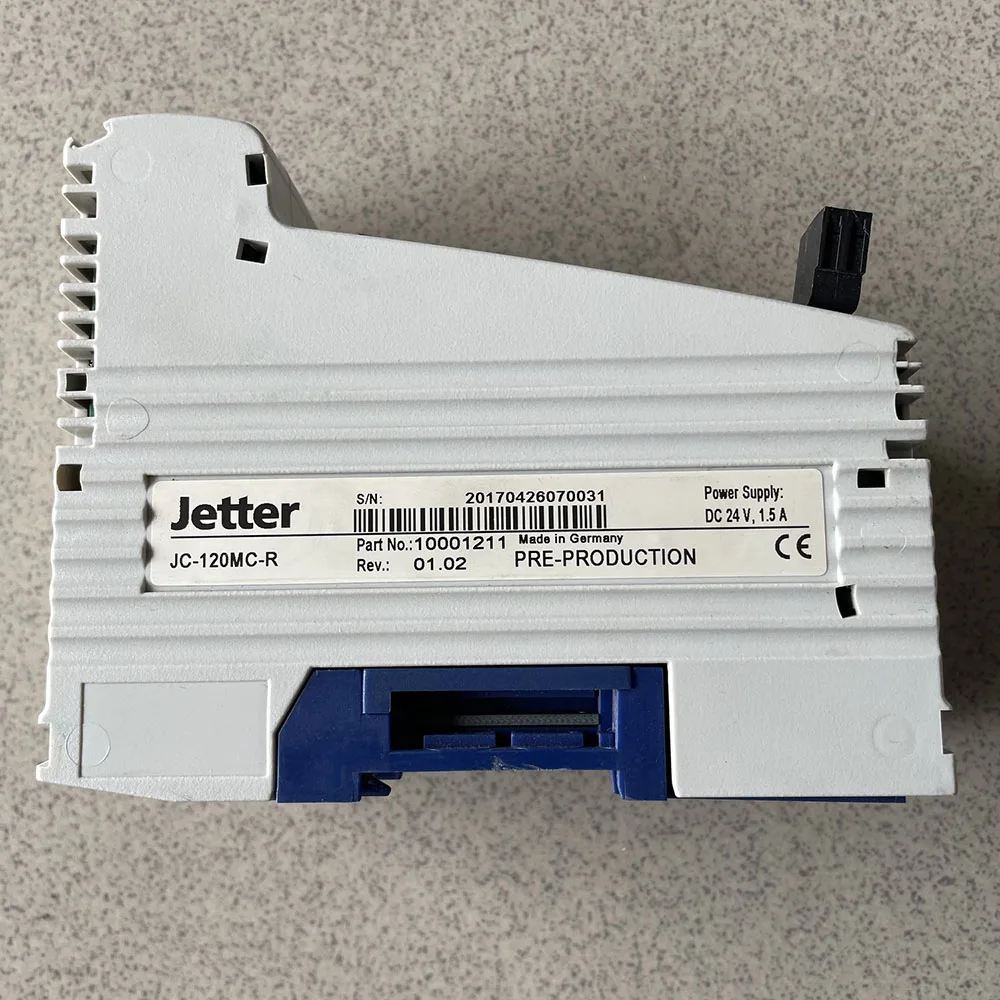 Jetter
JC-120MC-R
S/N: 20170426070031
Part No.:10001211 Made in Germany
Rev.: 01.02 PRE-PRODUCTION
Power Supply:
DC 24 V, 1.5 A
CE